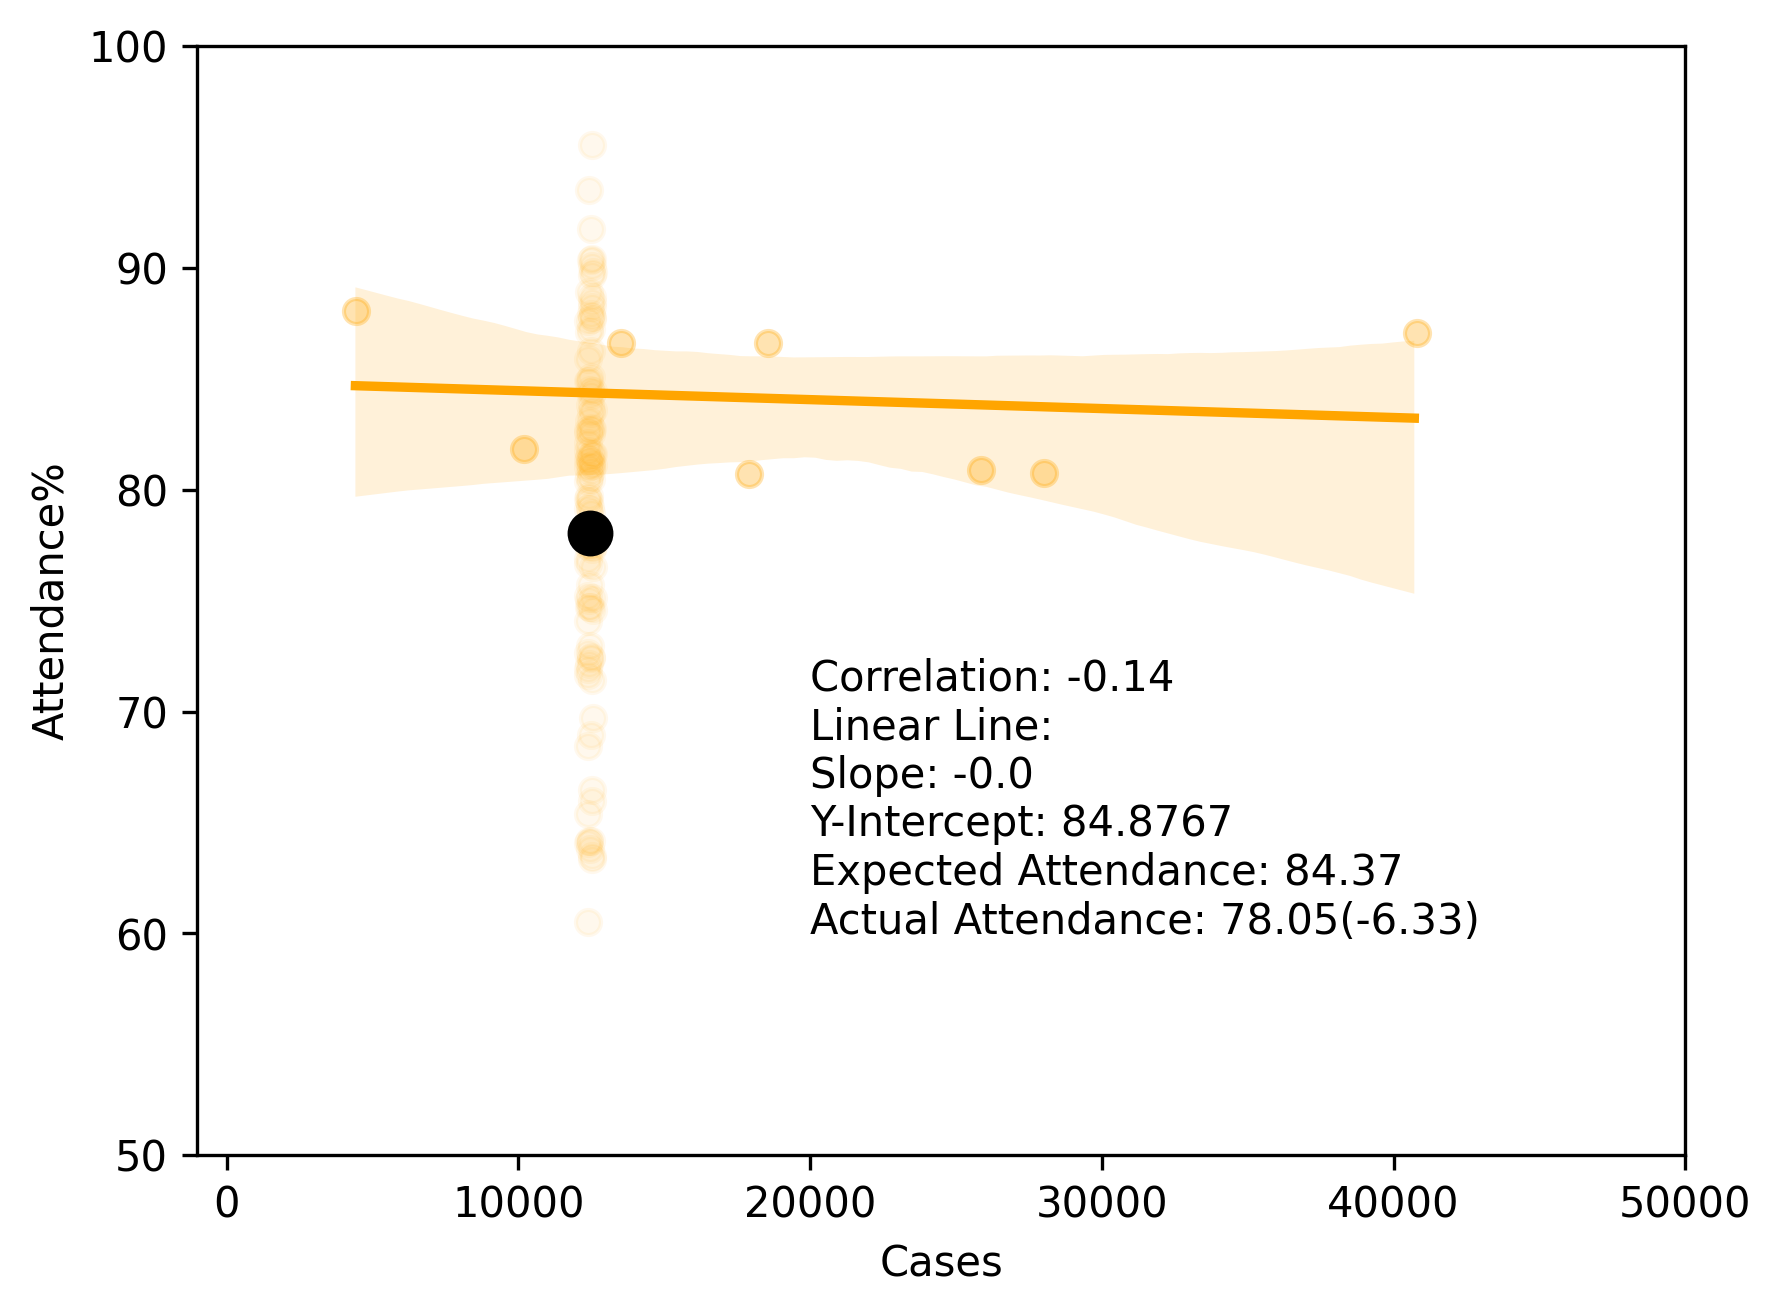 100
90
80
70
60
50
Attendance%
Correlation: -0.14
Linear Line:
Slope: -0.0
Y-Intercept: 84.8767
Expected Attendance: 84.37
Actual Attendance: 78.05(-6.33)
0 10000 20000 30000 40000 50000
Cases